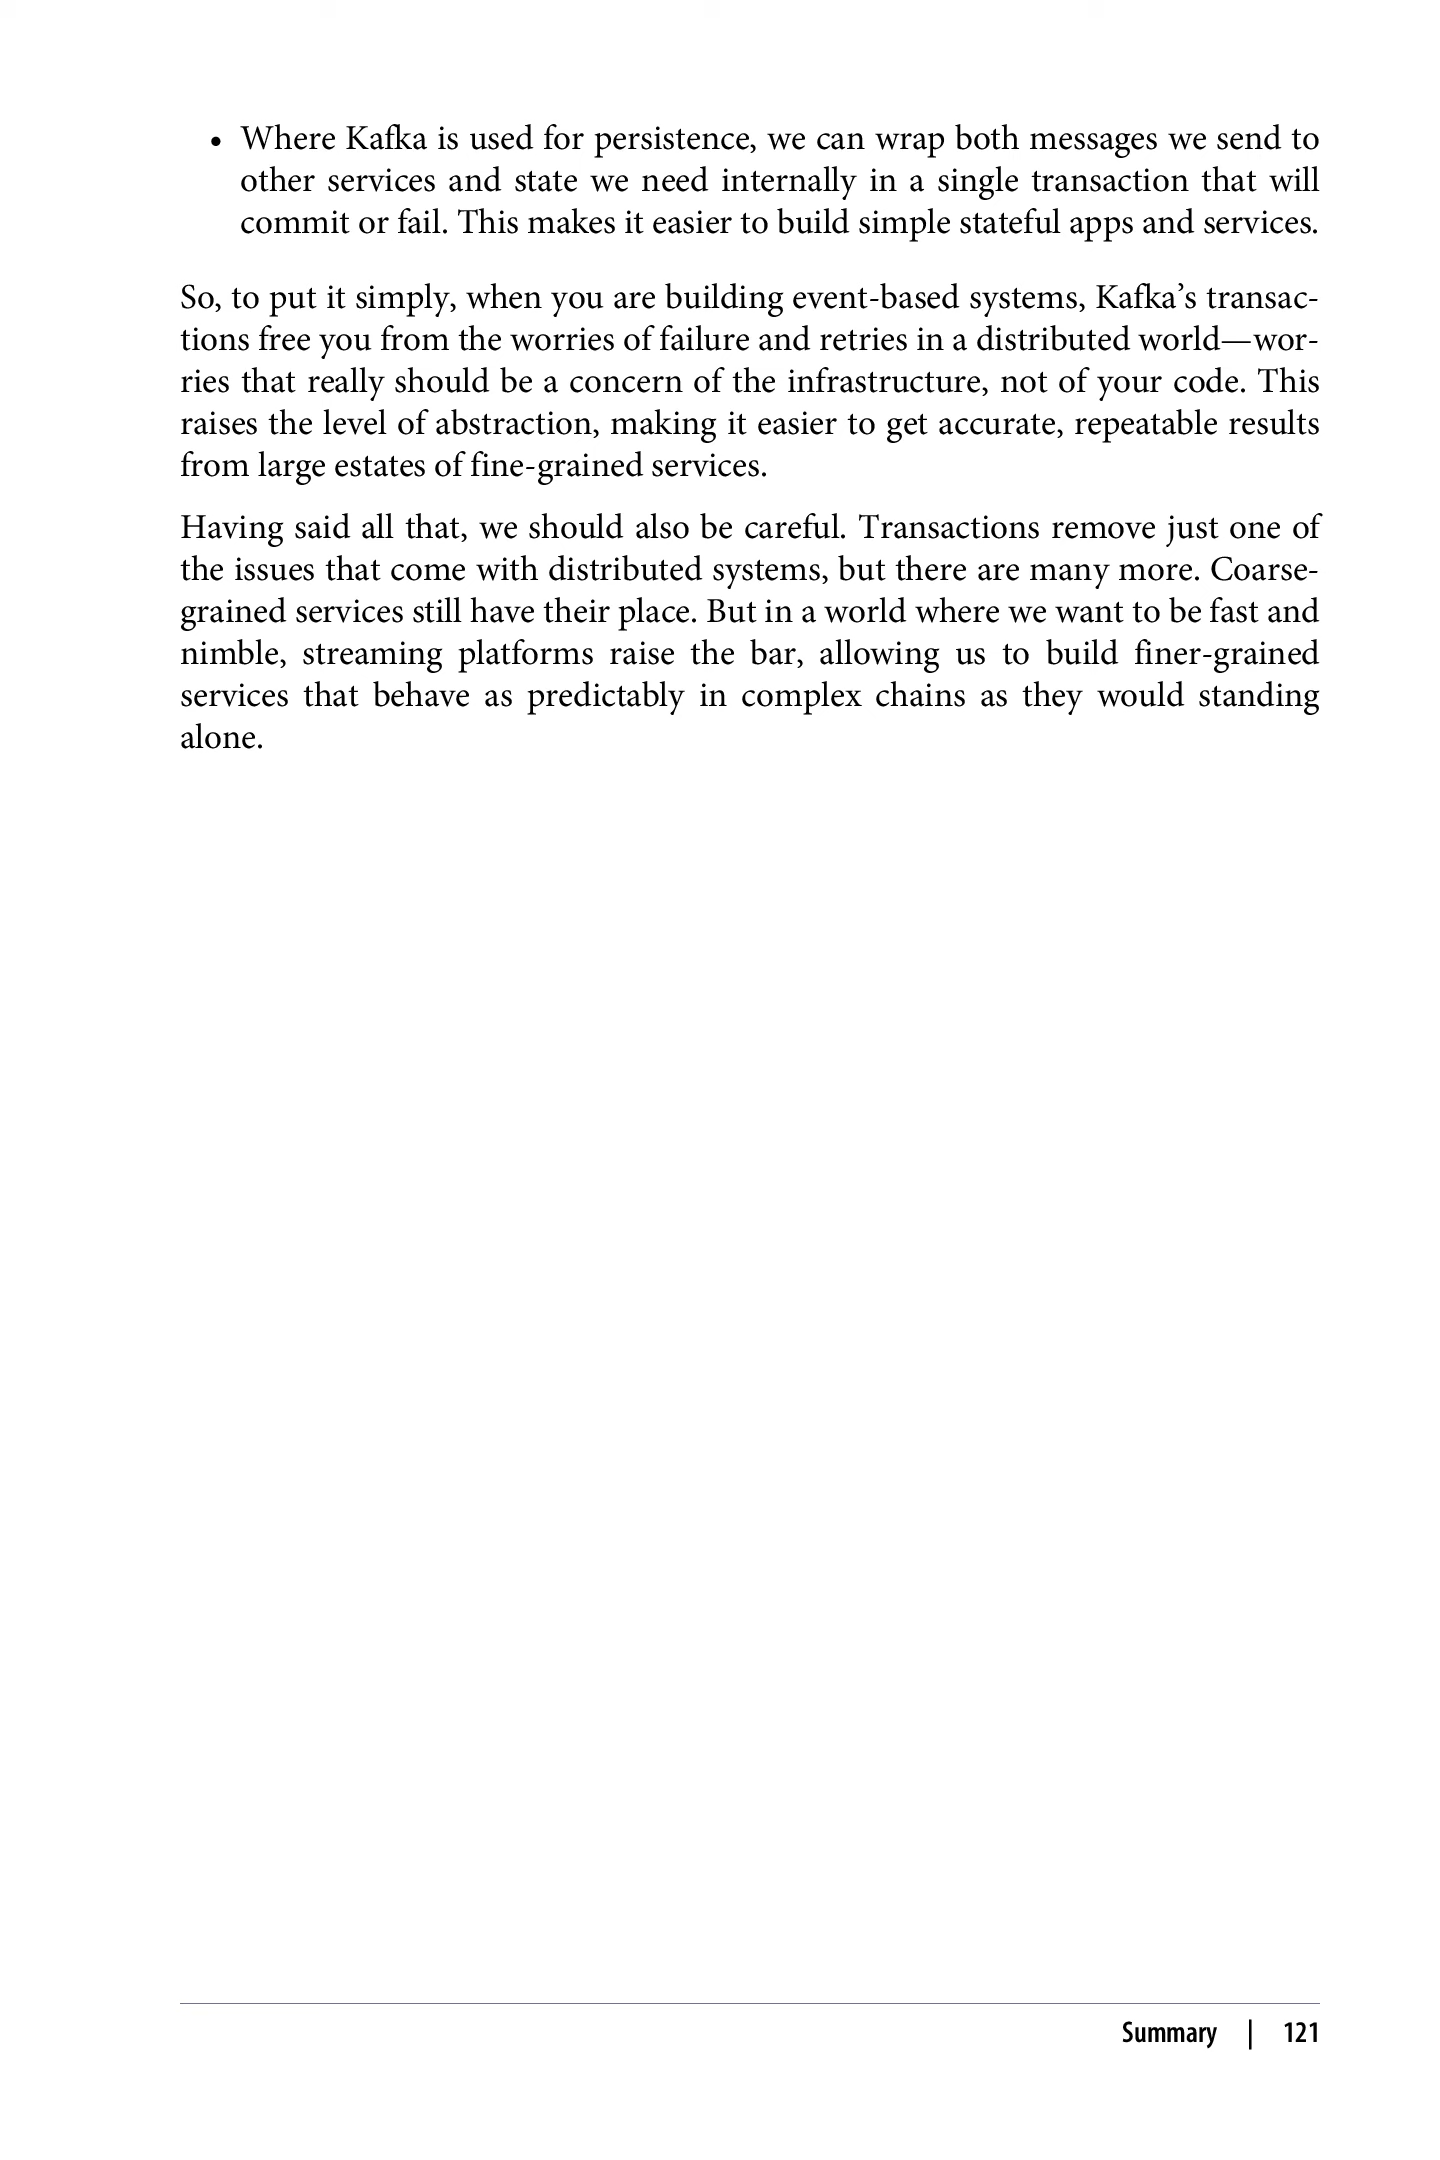 • Where Kafka is used for persistence, we can wrap both messages we send to
other services and state we need internally in a single transaction that will
commit or fail. This makes it easier to build simple stateful apps and services.
So, to put it simply, when you are building event-based systems, Kafka’s transac-
tions free you from the worries of failure and retries in a distributed world—wor-
ries that really should be a concern of the infrastructure, not of your code. This
raises the level of abstraction, making it easier to get accurate, repeatable results
from large estates of fine-grained services.
Having said all that, we should also be careful. Transactions remove just one of
the issues that come with distributed systems, but there are many more. Coarse-
grained services still have their place. But in a world where we want to be fast and
nimble, streaming platforms raise the bar, allowing us to build finer-grained
services that behave as predictably in complex chains as they would standing
alone.
Summary | 121